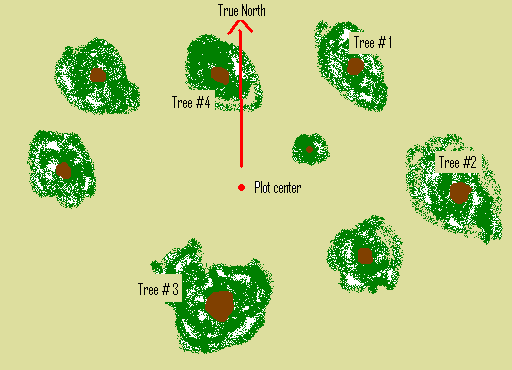 True North
Tree #1
Tree #4
Tree #2
Plot center
Tree #3